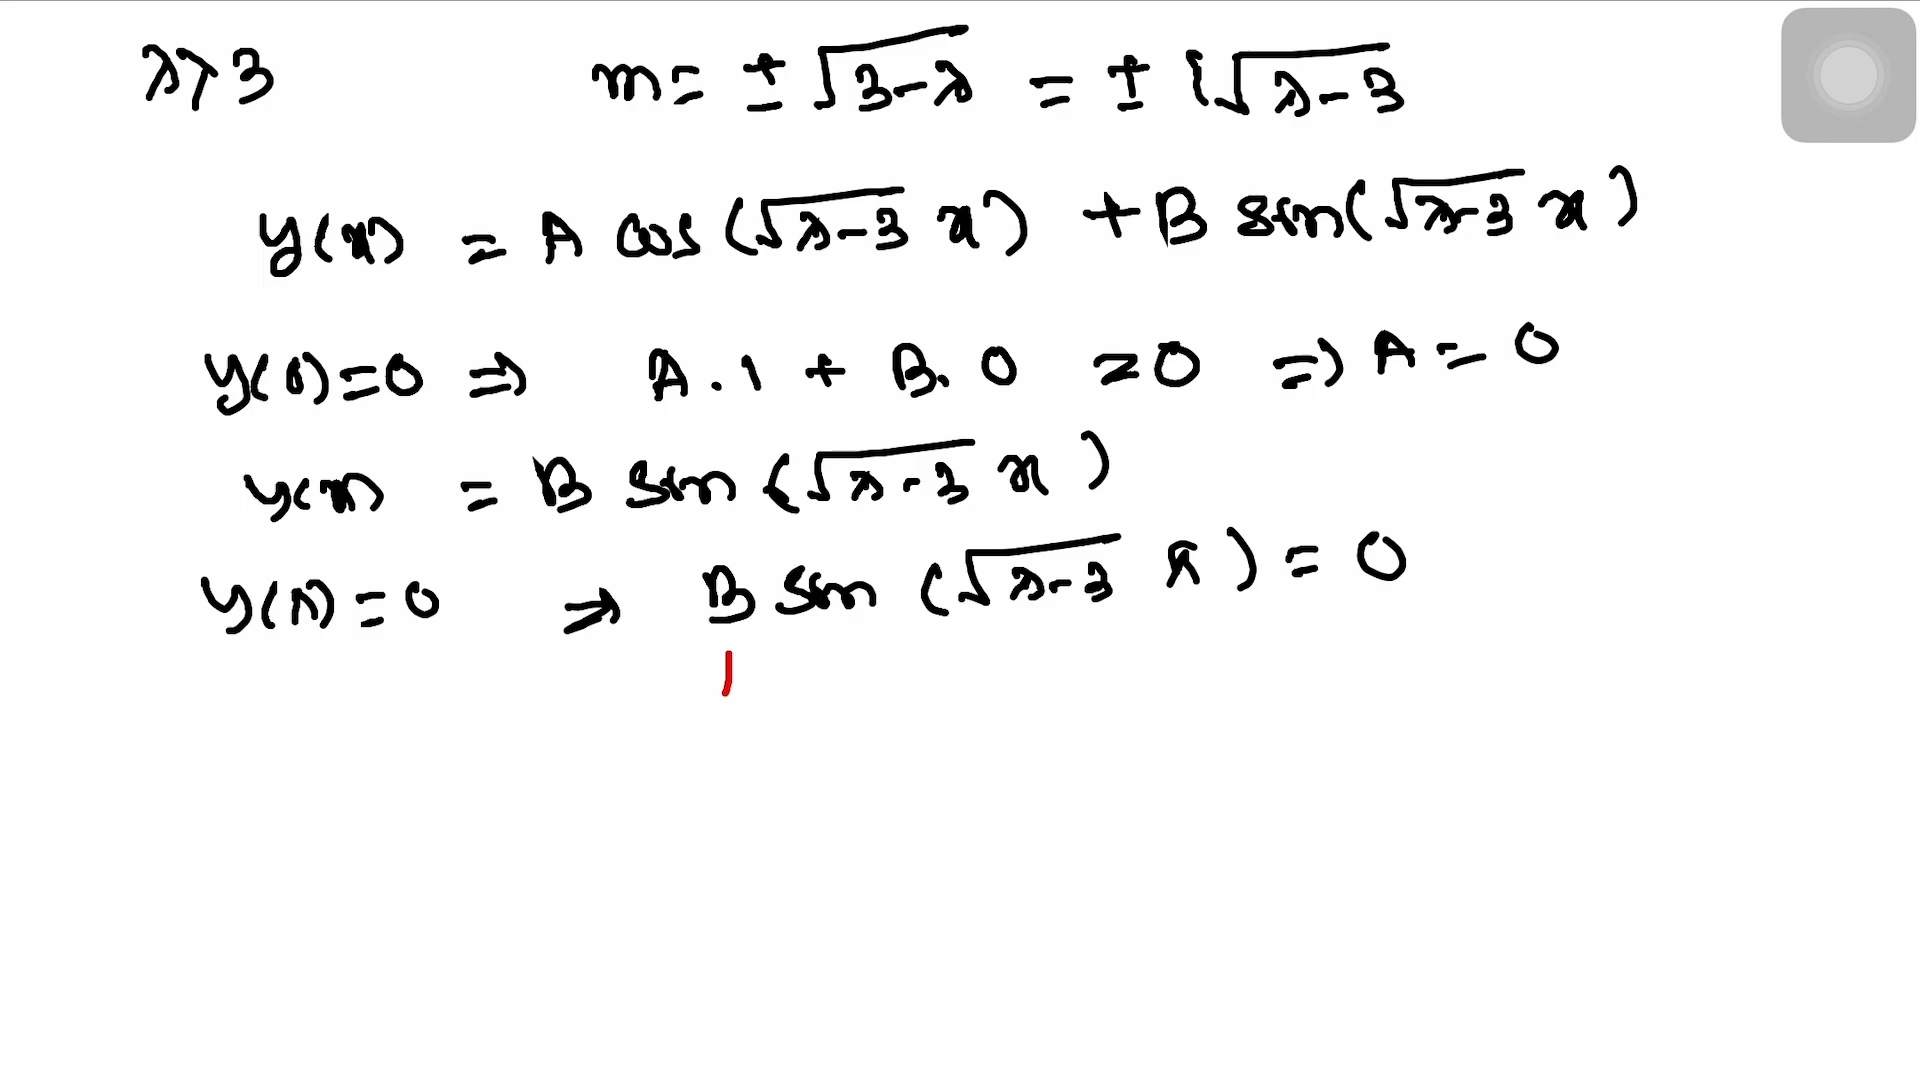 λ>3 m = ± √(3-λ) = ± i√(λ-3)
y(x) = A cos(√(λ-3) x) + B sin(√(λ-3) x)
y(0)=0 ⇒ A.1 + B.0 =0 ⇒ A = 0
y(x) = B sin(√(λ-3) x)
y(π)=0 ⇒ B sin(√(λ-3) π) = 0